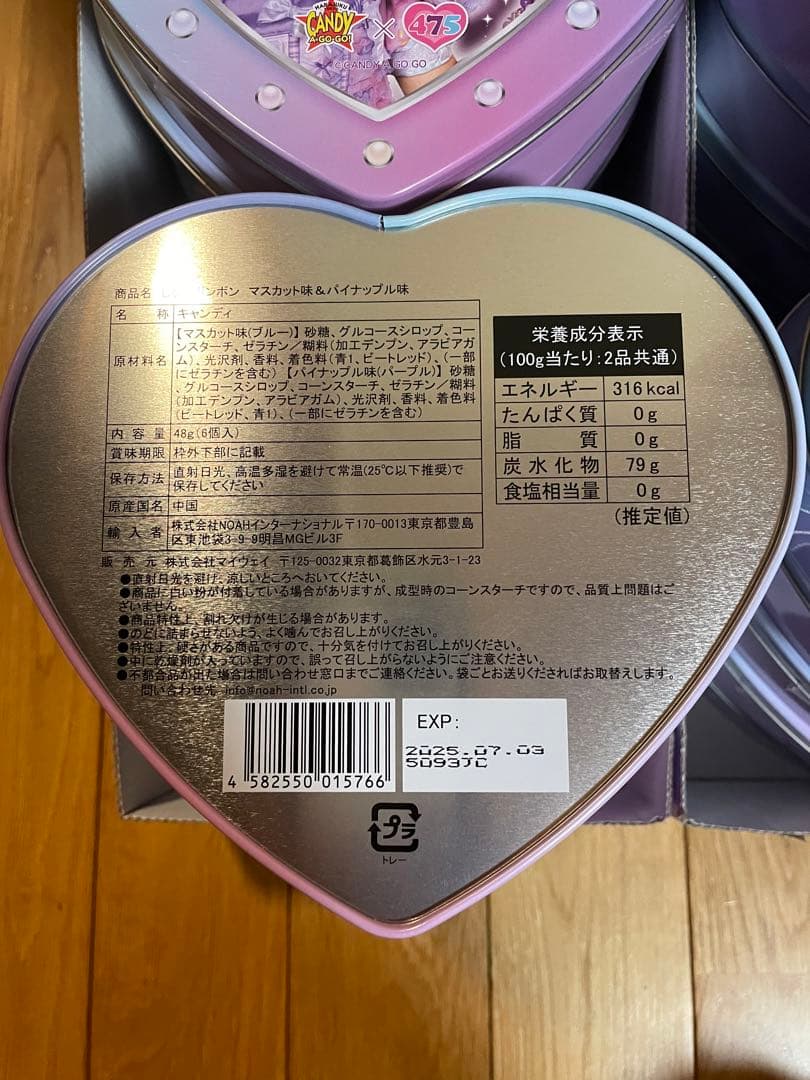 HARAJUKU
CANDY
A·GO·GO!
×
475
©CANDY A GO GO
商品名 ンボン マスカット味&パイナップル味
名 称 キャンディ
原材料名 【マスカット味(ブルー)】砂糖、グルコースシロップ、コー
ンスターチ、ゼラチン/糊料(加工デンプン、アラビアガ
ム)、光沢剤、香料、着色料(青1、ビートレッド)、(一部
にゼラチンを含む)【パイナップル味(パープル)】砂糖
、グルコースシロップ、コーンスターチ、ゼラチン/糊料
(加工デンプン、アラビアガム)、光沢剤、香料、着色料
(ビートレッド、青1)、(一部にゼラチンを含む)
内 容 量 48g(6個入)
賞味期限 枠外下部に記載
保存方法 直射日光、高温多湿を避けて常温(25℃以下推奨)で
保存してください
原産国名 中国
輸 入 者 株式会社NOAHインターナショナル〒170-0013東京都豊島
区東池袋3-9-9明昌MGビル3F
販 売 元 株式会社マイウェイ 〒125-0032東京都葛飾区水元3-1-23
●直射日光を避け、涼しいところへおいてください。
●商品に白い粉が付着している場合がありますが、成型時のコーンスターチですので、品質上問題はご
ざいません。
●商品特性上、割れ欠けが生じる場合があります。
●のどに詰まらせないよう、よく噛んでお召し上がりください。
●特性上、硬さがある商品ですので、十分気を付けてお召し上がりください。
●中に乾燥剤が入っていますので、誤って召し上がらないようにご注意ください。
●不都合品が出た場合は問い合わせ窓口までご連絡ください。袋ごとお送りくださればお取替えします。
問い合わせ先 info@noah-intl.co.jp
栄養成分表示
(100g当たり:2品共通)
エネルギー 316kcal
たんぱく質 0g
脂 質 0g
炭水化物 79g
食塩相当量 0g
(推定値)
4 582550 015766
EXP:
2025.07.03
5093JC
プラ
トレー